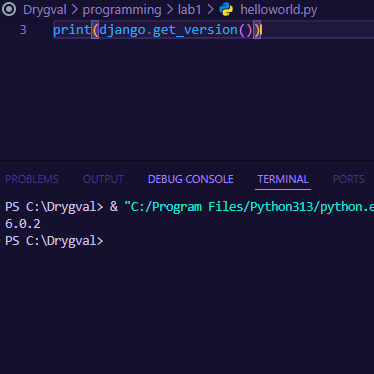 Drygval > programming > lab1 > helloworld.py
3 print(django.get_version())
PROBLEMS OUTPUT DEBUG CONSOLE TERMINAL PORTS
PS C:\Drygval> & "C:/Program Files/Python313/python.e
6.0.2
PS C:\Drygval>